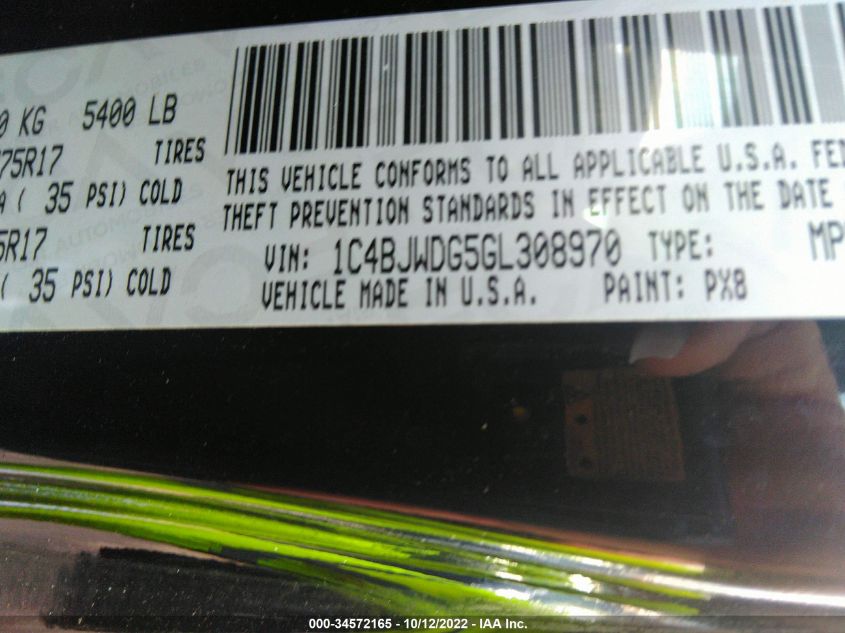 0 KG 5400 LB
75R17 TIRES
A ( 35 PSI) COLD
5R17 TIRES
( 35 PSI) COLD
THIS VEHICLE CONFORMS TO ALL APPLICABLE U.S.A. FED
THEFT PREVENTION STANDARDS IN EFFECT ON THE DATE
VIN: 1C4BJWDG5GL308970 TYPE: MP
VEHICLE MADE IN U.S.A. PAINT: PX8
000-34572165 - 10/12/2022 - IAA Inc.